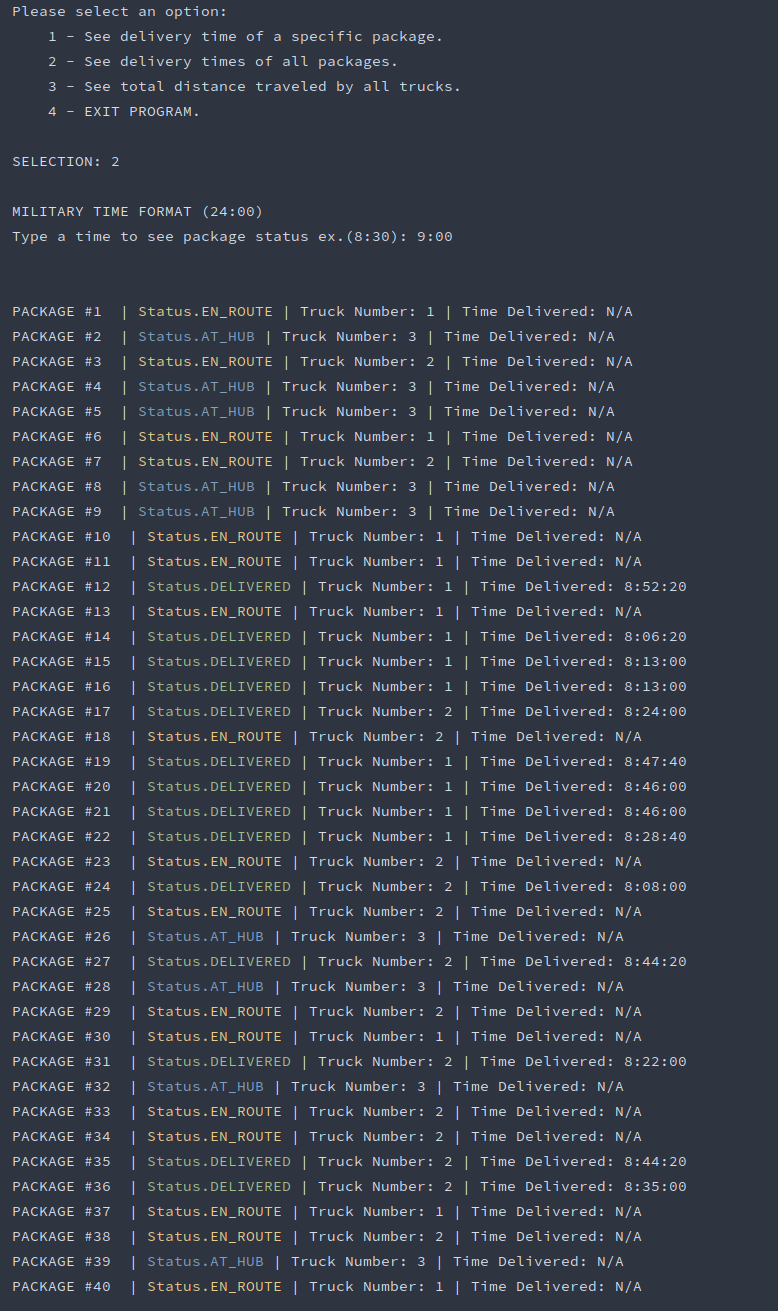 Please select an option:
    1 - See delivery time of a specific package.
    2 - See delivery times of all packages.
    3 - See total distance traveled by all trucks.
    4 - EXIT PROGRAM.

SELECTION: 2

MILITARY TIME FORMAT (24:00)
Type a time to see package status ex.(8:30): 9:00


PACKAGE #1  | Status.EN_ROUTE | Truck Number: 1 | Time Delivered: N/A
PACKAGE #2  | Status.AT_HUB | Truck Number: 3 | Time Delivered: N/A
PACKAGE #3  | Status.EN_ROUTE | Truck Number: 2 | Time Delivered: N/A
PACKAGE #4  | Status.AT_HUB | Truck Number: 3 | Time Delivered: N/A
PACKAGE #5  | Status.AT_HUB | Truck Number: 3 | Time Delivered: N/A
PACKAGE #6  | Status.EN_ROUTE | Truck Number: 1 | Time Delivered: N/A
PACKAGE #7  | Status.EN_ROUTE | Truck Number: 2 | Time Delivered: N/A
PACKAGE #8  | Status.AT_HUB | Truck Number: 3 | Time Delivered: N/A
PACKAGE #9  | Status.AT_HUB | Truck Number: 3 | Time Delivered: N/A
PACKAGE #10  | Status.EN_ROUTE | Truck Number: 1 | Time Delivered: N/A
PACKAGE #11  | Status.EN_ROUTE | Truck Number: 1 | Time Delivered: N/A
PACKAGE #12  | Status.DELIVERED | Truck Number: 1 | Time Delivered: 8:52:20
PACKAGE #13  | Status.EN_ROUTE | Truck Number: 1 | Time Delivered: N/A
PACKAGE #14  | Status.DELIVERED | Truck Number: 1 | Time Delivered: 8:06:20
PACKAGE #15  | Status.DELIVERED | Truck Number: 1 | Time Delivered: 8:13:00
PACKAGE #16  | Status.DELIVERED | Truck Number: 1 | Time Delivered: 8:13:00
PACKAGE #17  | Status.DELIVERED | Truck Number: 2 | Time Delivered: 8:24:00
PACKAGE #18  | Status.EN_ROUTE | Truck Number: 2 | Time Delivered: N/A
PACKAGE #19  | Status.DELIVERED | Truck Number: 1 | Time Delivered: 8:47:40
PACKAGE #20  | Status.DELIVERED | Truck Number: 1 | Time Delivered: 8:46:00
PACKAGE #21  | Status.DELIVERED | Truck Number: 1 | Time Delivered: 8:46:00
PACKAGE #22  | Status.DELIVERED | Truck Number: 1 | Time Delivered: 8:28:40
PACKAGE #23  | Status.EN_ROUTE | Truck Number: 2 | Time Delivered: N/A
PACKAGE #24  | Status.DELIVERED | Truck Number: 2 | Time Delivered: 8:08:00
PACKAGE #25  | Status.EN_ROUTE | Truck Number: 2 | Time Delivered: N/A
PACKAGE #26  | Status.AT_HUB | Truck Number: 3 | Time Delivered: N/A
PACKAGE #27  | Status.DELIVERED | Truck Number: 2 | Time Delivered: 8:44:20
PACKAGE #28  | Status.AT_HUB | Truck Number: 3 | Time Delivered: N/A
PACKAGE #29  | Status.EN_ROUTE | Truck Number: 2 | Time Delivered: N/A
PACKAGE #30  | Status.EN_ROUTE | Truck Number: 1 | Time Delivered: N/A
PACKAGE #31  | Status.DELIVERED | Truck Number: 2 | Time Delivered: 8:22:00
PACKAGE #32  | Status.AT_HUB | Truck Number: 3 | Time Delivered: N/A
PACKAGE #33  | Status.EN_ROUTE | Truck Number: 2 | Time Delivered: N/A
PACKAGE #34  | Status.EN_ROUTE | Truck Number: 2 | Time Delivered: N/A
PACKAGE #35  | Status.DELIVERED | Truck Number: 2 | Time Delivered: 8:44:20
PACKAGE #36  | Status.DELIVERED | Truck Number: 2 | Time Delivered: 8:35:00
PACKAGE #37  | Status.EN_ROUTE | Truck Number: 1 | Time Delivered: N/A
PACKAGE #38  | Status.EN_ROUTE | Truck Number: 2 | Time Delivered: N/A
PACKAGE #39  | Status.AT_HUB | Truck Number: 3 | Time Delivered: N/A
PACKAGE #40  | Status.EN_ROUTE | Truck Number: 1 | Time Delivered: N/A